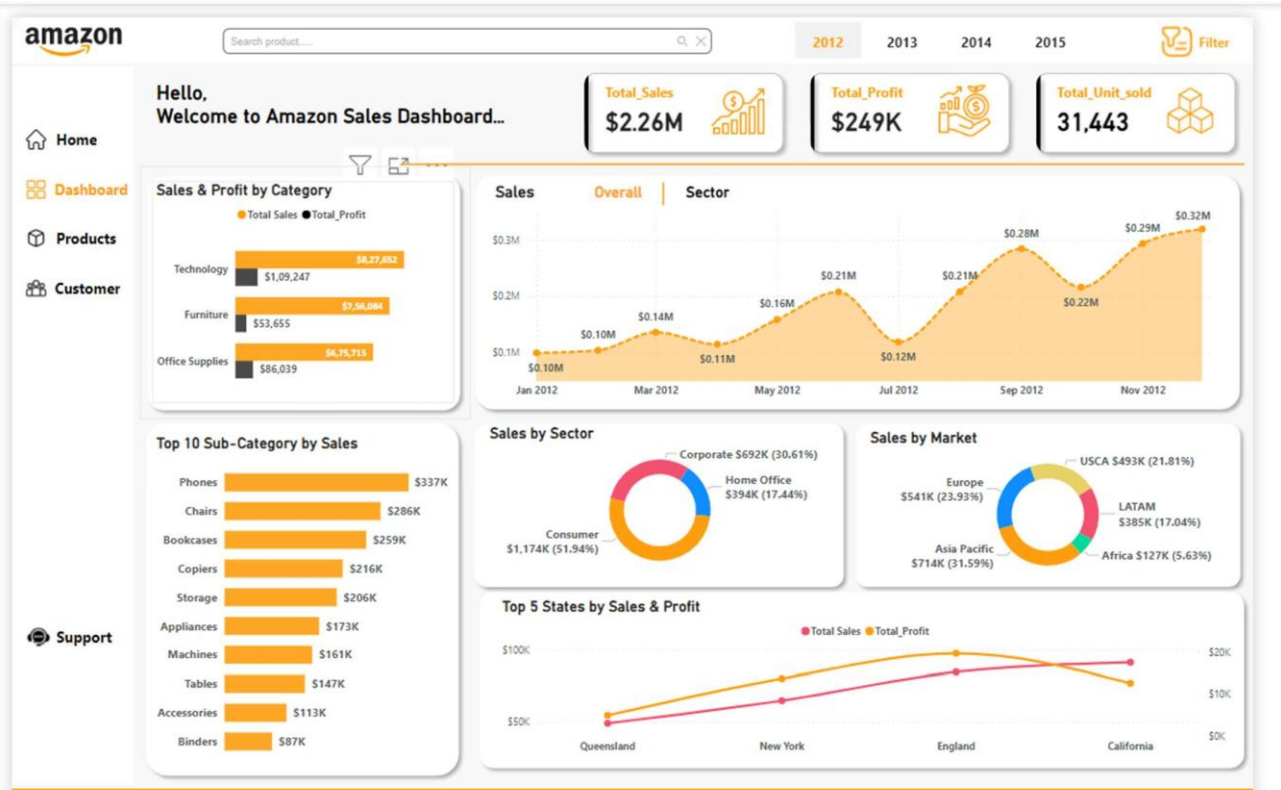 amazon
Search product.....
2012 2013 2014 2015
Filter
Hello,
Welcome to Amazon Sales Dashboard...
Total_Sales
$2.26M
Total_Profit
$249K
Total_Unit_sold
31,443
Home
Dashboard
Products
Customer
Support
Sales & Profit by Category
Total Sales Total_Profit
Technology
$8,27,652
$1,09,247
Furniture
$7,56,084
$53,655
Office Supplies
$6,75,715
$86,039
Sales Overall Sector
$0.3M
$0.2M
$0.1M
$0.10M
$0.10M
$0.14M
$0.11M
$0.16M
$0.21M
$0.12M
$0.21M
$0.28M
$0.22M
$0.29M
$0.32M
Jan 2012 Mar 2012 May 2012 Jul 2012 Sep 2012 Nov 2012
Top 10 Sub-Category by Sales
Phones $337K
Chairs $286K
Bookcases $259K
Copiers $216K
Storage $206K
Appliances $173K
Machines $161K
Tables $147K
Accessories $113K
Binders $87K
Sales by Sector
Corporate $692K (30.61%)
Home Office
$394K (17.44%)
Consumer
$1,174K (51.94%)
Sales by Market
USCA $493K (21.81%)
Europe
$541K (23.93%)
LATAM
$385K (17.04%)
Asia Pacific
$714K (31.59%)
Africa $127K (5.63%)
Top 5 States by Sales & Profit
Total Sales Total_Profit
$100K
$50K
$20K
$10K
$0K
Queensland New York England California